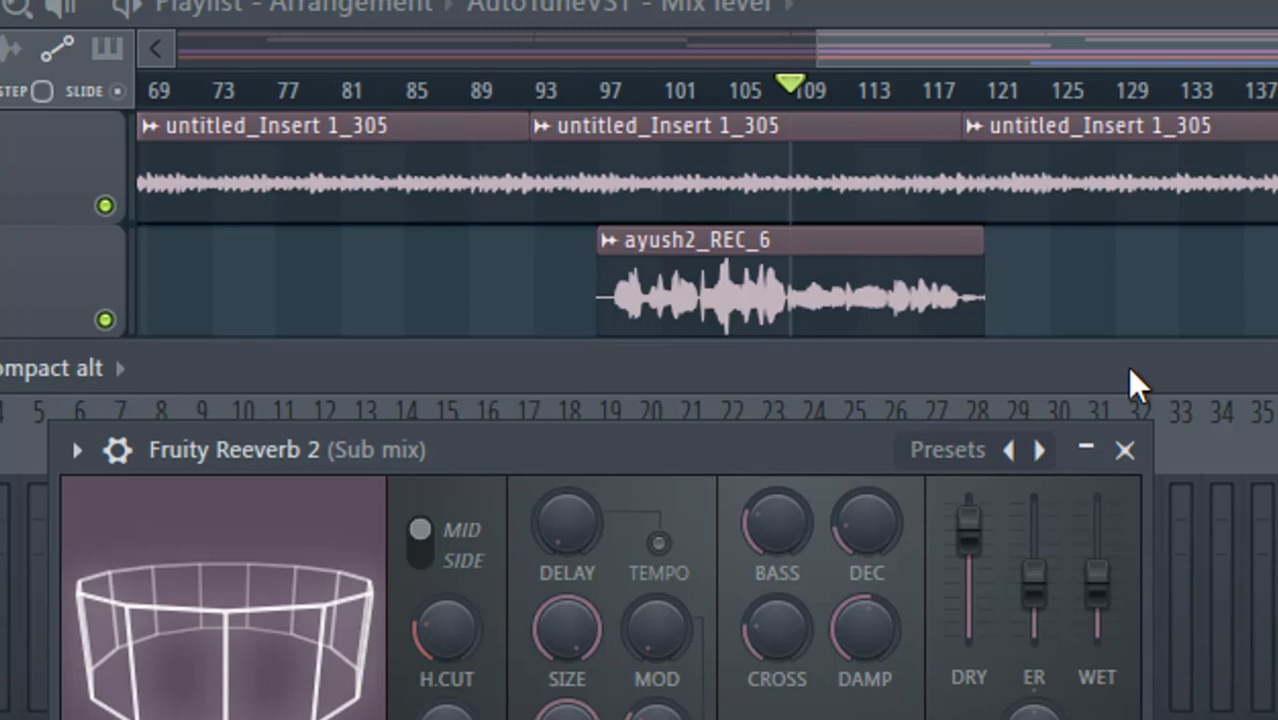 Playlist - Arrangement › AutoTuneVST - Mix level ›
STEP SLIDE
69 73 77 81 85 89 93 97 101 105 109 113 117 121 125 129 133 137
untitled_Insert 1_305 untitled_Insert 1_305 untitled_Insert 1_305
ayush2_REC_6
ompact alt
4 5 6 7 8 9 10 11 12 13 14 15 16 17 18 19 20 21 22 23 24 25 26 27 28 29 30 31 32 33 34 35
Fruity Reeverb 2 (Sub mix) Presets
MID
SIDE
DELAY TEMPO BASS DEC
H.CUT SIZE MOD CROSS DAMP DRY ER WET